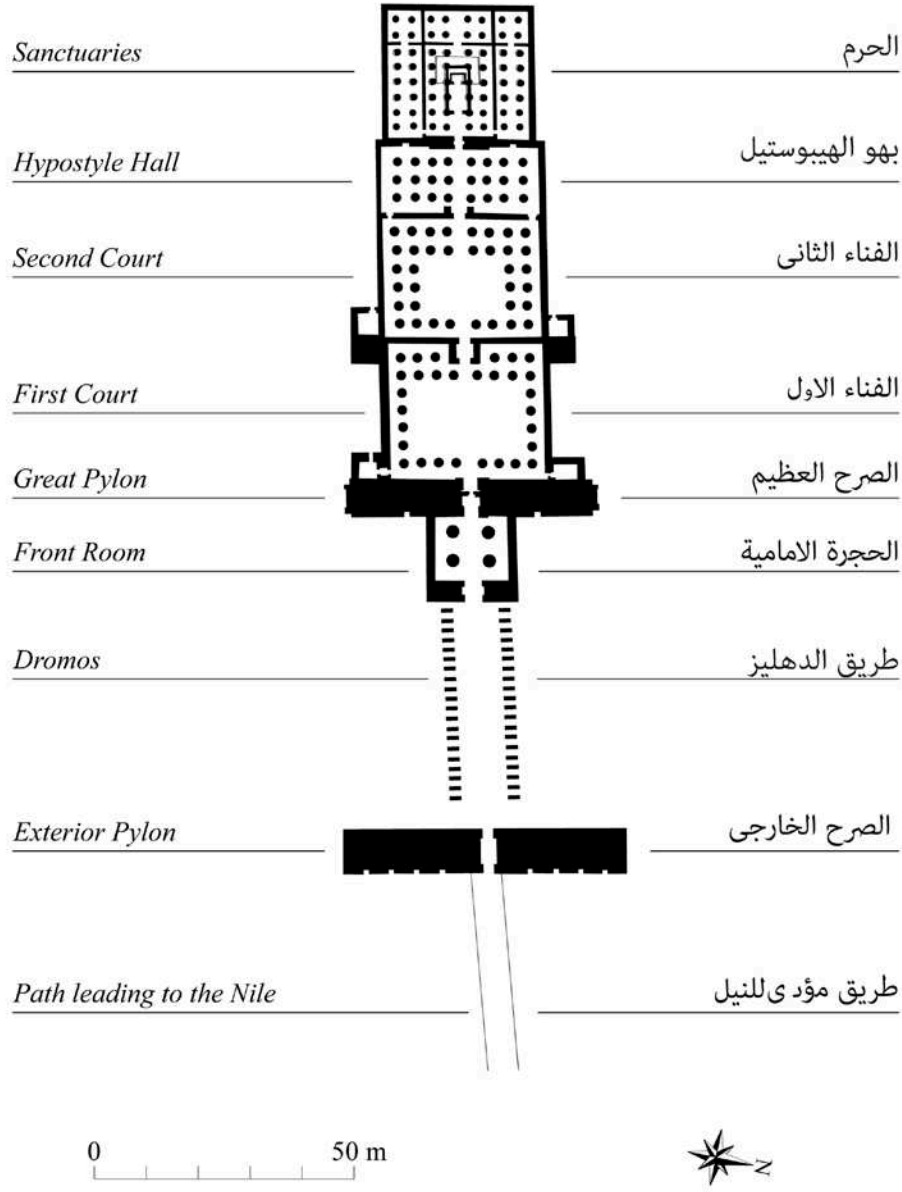 Sanctuaries
الحرم
Hypostyle Hall
بهو الهيبوستيل
Second Court
الفناء الثانى
First Court
الفناء الاول
Great Pylon
الصرح العظيم
Front Room
الحجرة الامامية
Dromos
طريق الدهليز
Exterior Pylon
الصرح الخارجى
Path leading to the Nile
طريق مؤد ىللنيل
0 50 m
N